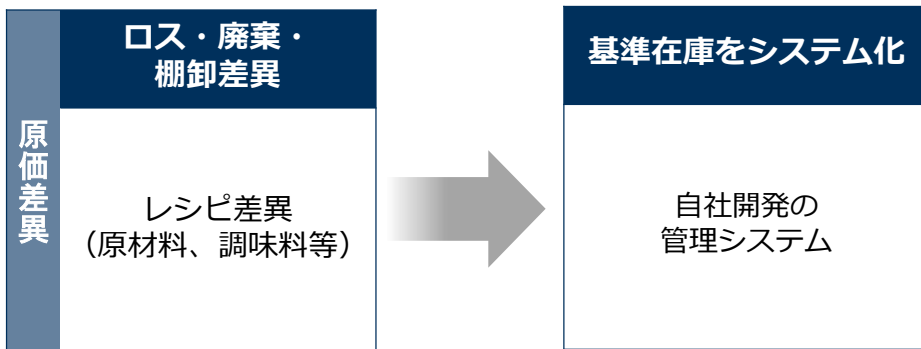 原価差異
ロス・廃棄・
棚卸差異
レシピ差異
（原材料、調味料等）
基準在庫をシステム化
自社開発の
管理システム